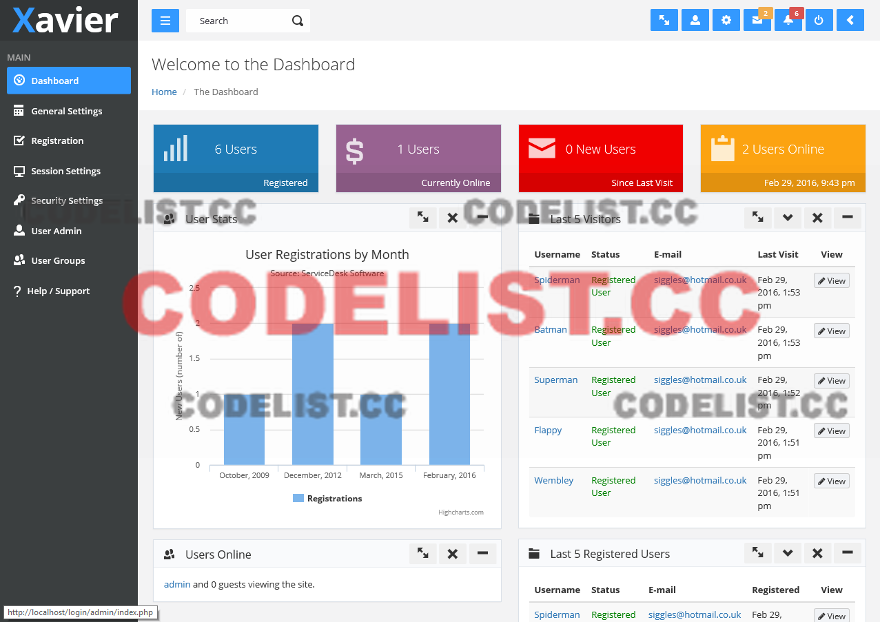 Xavier
Search
2
6
MAIN
Dashboard
General Settings
Registration
Session Settings
Security Settings
User Admin
User Groups
Help / Support
Welcome to the Dashboard
Home / The Dashboard
6 Users
Registered
1 Users
Currently Online
0 New Users
Since Last Visit
2 Users Online
Feb 29, 2016, 9:43 pm
CODELIST.CC
CODELIST.CC
CODELIST.CC
CODELIST.CC
CODELIST.CC
User Stats
User Registrations by Month
Source: ServiceDesk Software
New Users (number of)
2.5
2
1.5
1
0.5
0
October, 2009 December, 2012 March, 2015 February, 2016
Registrations
Highcharts.com
Last 5 Visitors
Username Status E-mail Last Visit View
Spiderman Registered User siggles@hotmail.co.uk Feb 29, 2016, 1:53 pm View
Batman Registered User siggles@hotmail.co.uk Feb 29, 2016, 1:53 pm View
Superman Registered User siggles@hotmail.co.uk Feb 29, 2016, 1:52 pm View
Flappy Registered User siggles@hotmail.co.uk Feb 29, 2016, 1:51 pm View
Wembley Registered User siggles@hotmail.co.uk Feb 29, 2016, 1:51 pm View
Users Online
admin and 0 guests viewing the site.
Last 5 Registered Users
Username Status E-mail Registered View
Spiderman Registered siggles@hotmail.co.uk Feb 29, View
http://localhost/login/admin/index.php